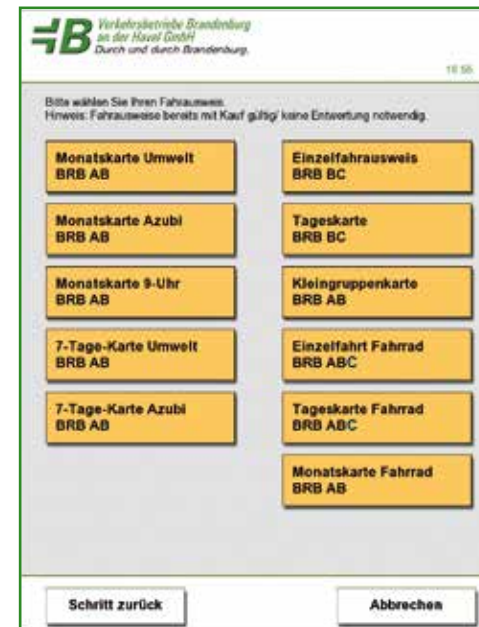 B
Verkehrsbetriebe Brandenburg
an der Havel GmbH
Durch und durch Brandenburg.
Bitte wählen Sie Ihren Fahrausweis.
Hinweis: Fahrausweise bereits mit Kauf gültig/ keine Entwertung notwendig.
Monatskarte Umwelt
BRB AB
Monatskarte Azubi
BRB AB
Monatskarte 9-Uhr
BRB AB
7-Tage-Karte Umwelt
BRB AB
7-Tage-Karte Azubi
BRB AB
Einzelfahrausweis
BRB BC
Tageskarte
BRB BC
Kleingruppenkarte
BRB AB
Einzelfahrt Fahrrad
BRB ABC
Tageskarte Fahrrad
BRB ABC
Monatskarte Fahrrad
BRB AB
Schritt zurück
Abbrechen